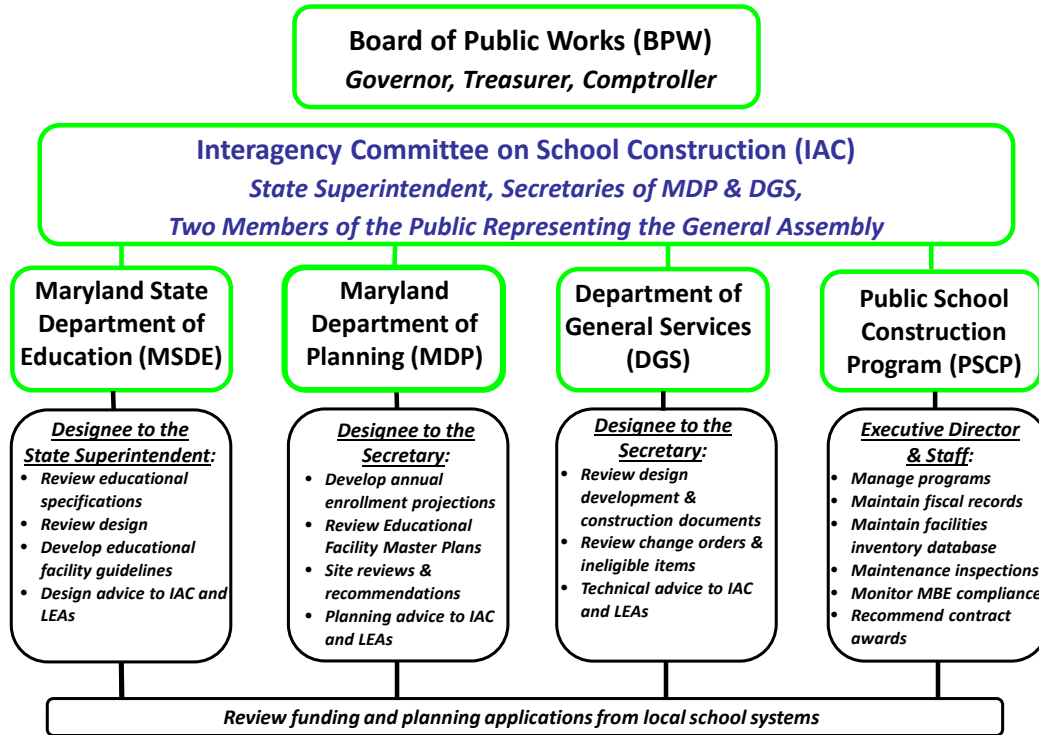 Board of Public Works (BPW)
Governor, Treasurer, Comptroller
Interagency Committee on School Construction (IAC)
State Superintendent, Secretaries of MDP & DGS,
Two Members of the Public Representing the General Assembly
Maryland State
Department of
Education (MSDE)
Maryland
Department of
Planning (MDP)
Department of
General Services
(DGS)
Public School
Construction
Program (PSCP)
Designee to the
State Superintendent:
• Review educational
specifications
• Review design
• Develop educational
facility guidelines
• Design advice to IAC and
LEAs
Designee to the
Secretary:
• Develop annual
enrollment projections
• Review Educational
Facility Master Plans
• Site reviews &
recommendations
• Planning advice to IAC
and LEAs
Designee to the
Secretary:
• Review design
development &
construction documents
• Review change orders &
ineligible items
• Technical advice to IAC
and LEAs
Executive Director
& Staff:
• Manage programs
• Maintain fiscal records
• Maintain facilities
inventory database
• Maintenance inspections
• Monitor MBE compliance
• Recommend contract
awards
Review funding and planning applications from local school systems